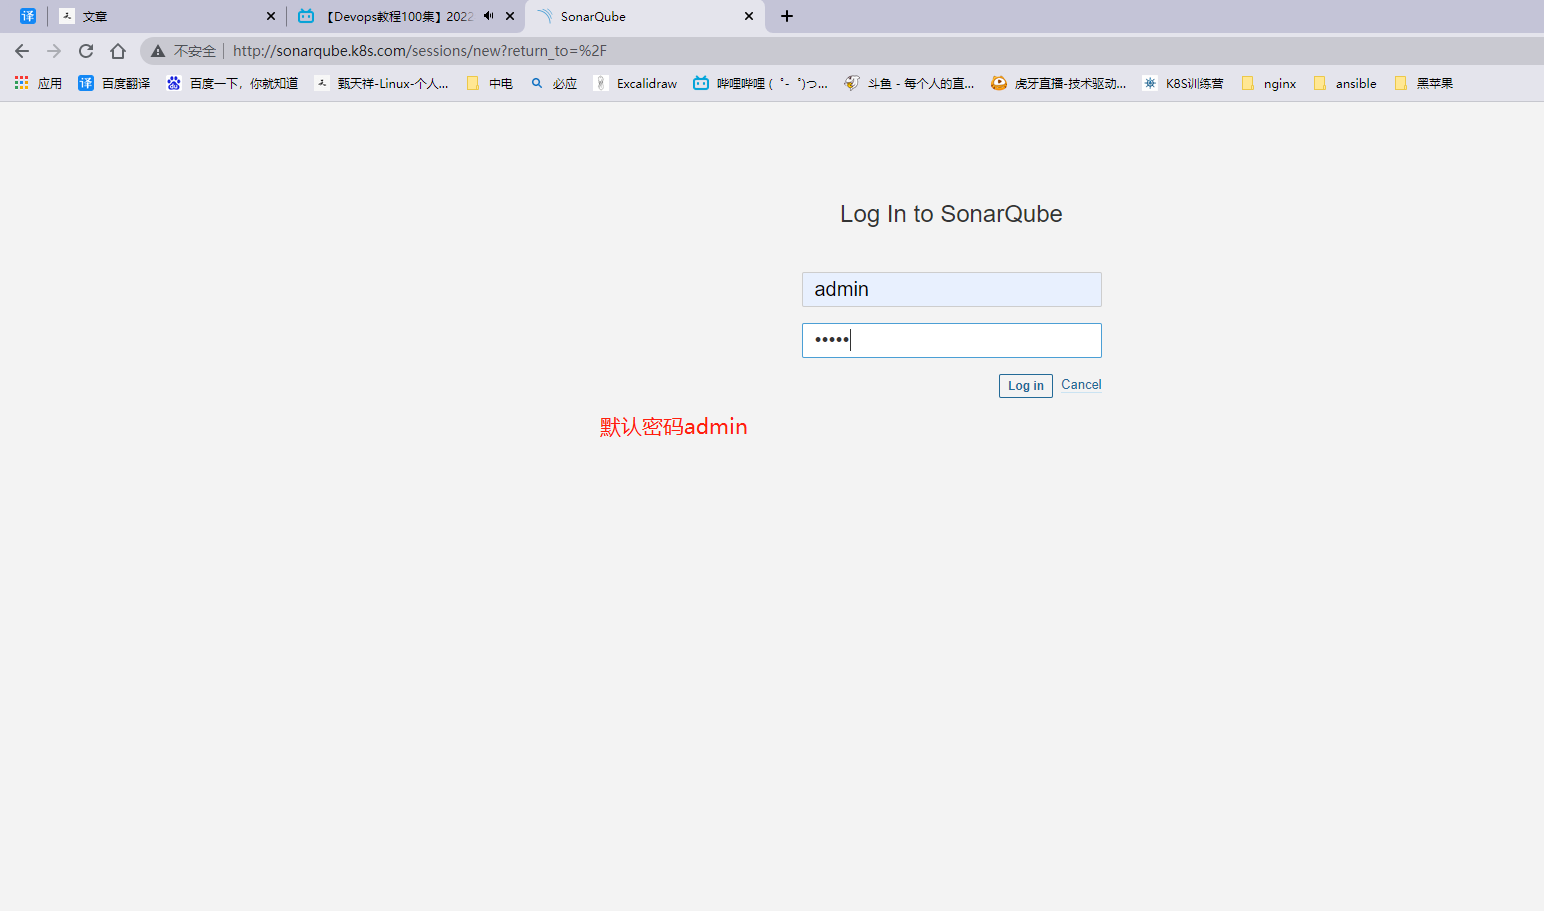 译 文章 【Devops教程100集】2022 SonarQube
不安全 http://sonarqube.k8s.com/sessions/new?return_to=%2F
应用 译 百度翻译 百度一下，你就知道 甄天祥-Linux-个人... 中电 必应 Excalidraw 哔哩哔哩 (゜-゜)つ... 斗鱼 - 每个人的直... 虎牙直播-技术驱动... K8S训练营 nginx ansible 黑苹果
Log In to SonarQube
admin
•••••
Log in Cancel
默认密码admin